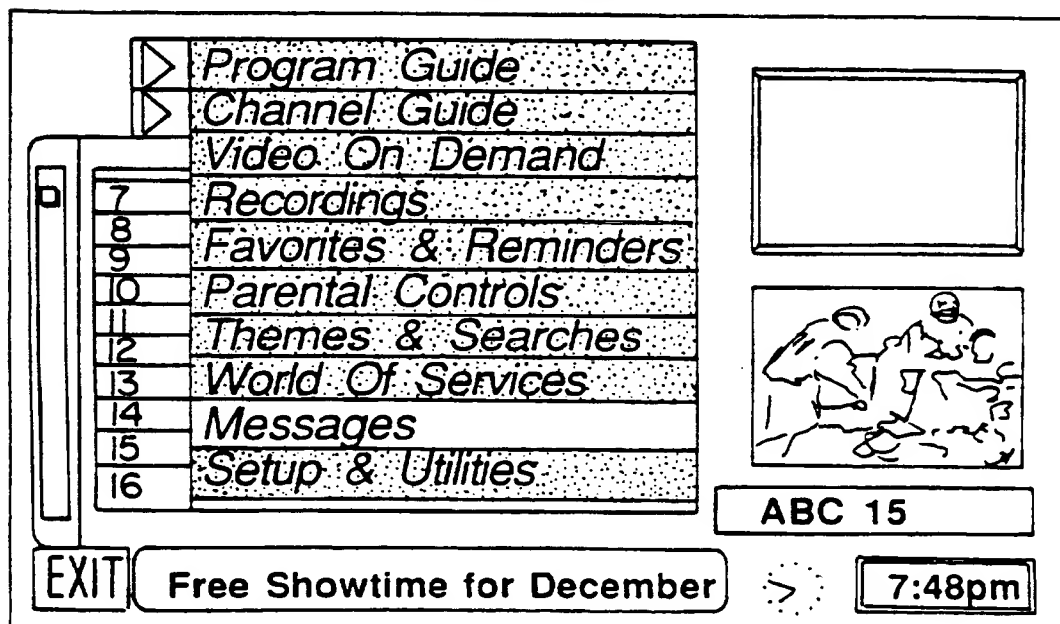 Program Guide
Channel Guide
Video On Demand
7 Recordings
8
9 Favorites & Reminders
10 Parental Controls
11 Themes & Searches
12
13 World Of Services
14 Messages
15
16 Setup & Utilities
ABC 15
EXIT Free Showtime for December 7:48pm